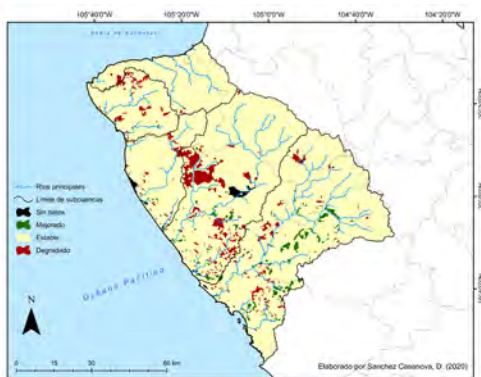 105°40'0"O 105°20'0"O 105°0'0"O 104°40'0"O 104°20'0"O
Ríos principales
Límite de subcuencas
Sin datos
Mejorado
Estable
Degradado
Océano Pacífico
N
0 15 30 60 km
Elaborado por Sanchez Casanova, D. (2020)